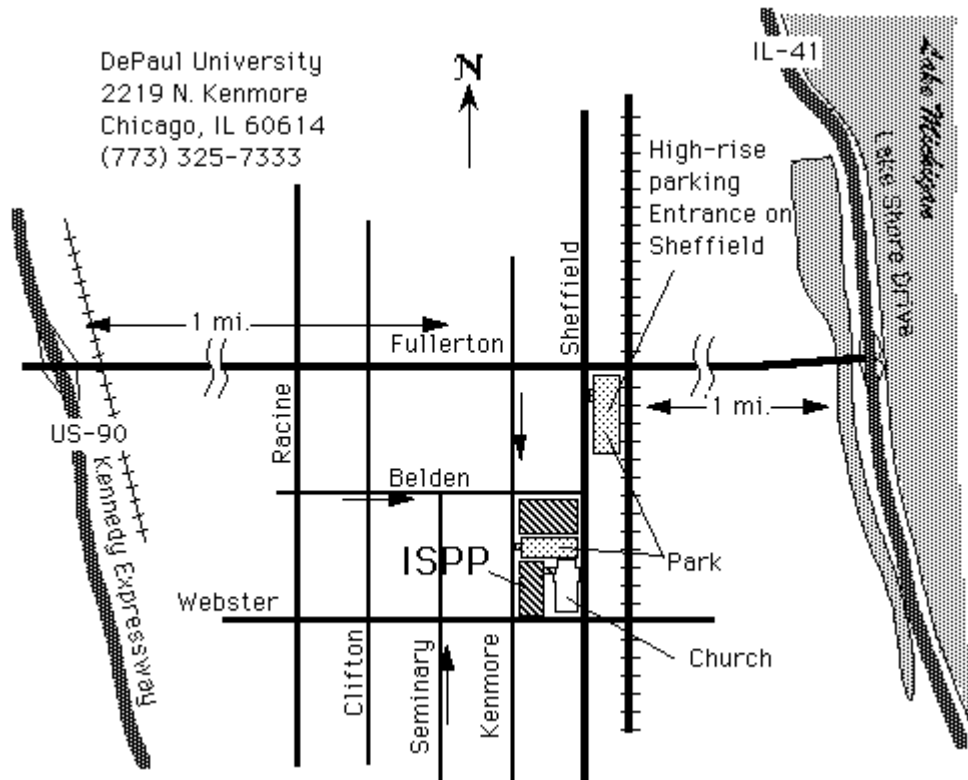 DePaul University
2219 N. Kenmore
Chicago, IL 60614
(773) 325-7333
N
IL-41
Lake Michigan
Lake Shore Drive
High-rise
parking
Entrance on
Sheffield
Sheffield
1 mi.
Fullerton
1 mi.
US-90
Kennedy Expressway
Racine
Belden
ISPP
Park
Webster
Church
Clifton
Seminary
Kenmore